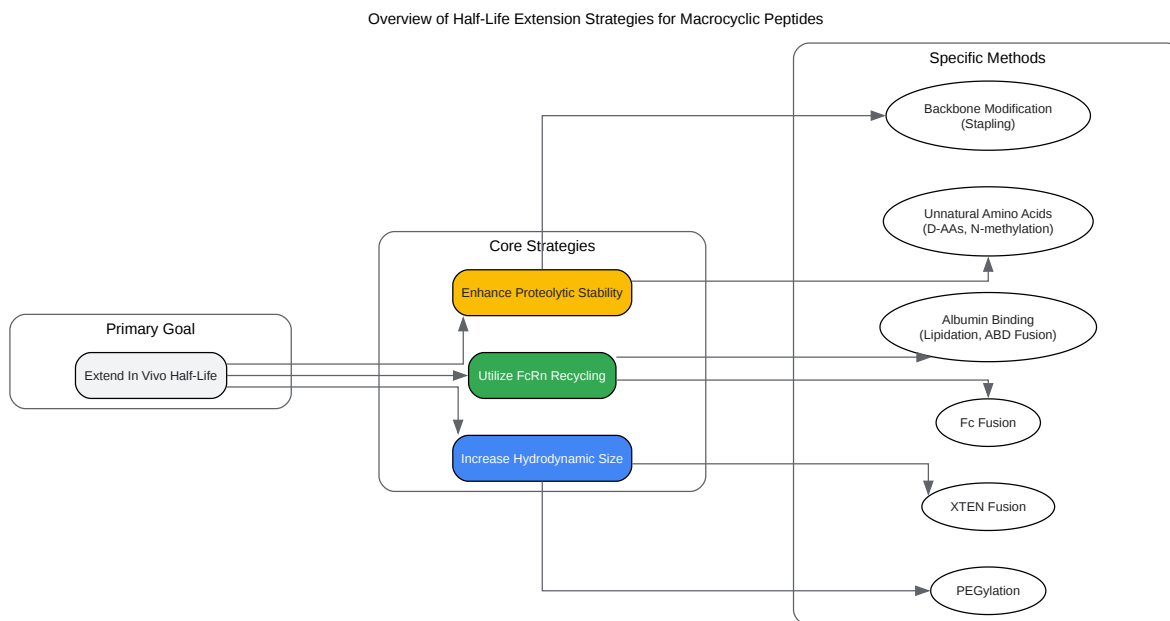 Overview of Half-Life Extension Strategies for Macrocyclic Peptides
Primary Goal
Extend In Vivo Half-Life
Core Strategies
Enhance Proteolytic Stability
Utilize FcRn Recycling
Increase Hydrodynamic Size
Specific Methods
Backbone Modification
(Stapling)
Unnatural Amino Acids
(D-AAs, N-methylation)
Albumin Binding
(Lipidation, ABD Fusion)
Fc Fusion
XTEN Fusion
PEGylation